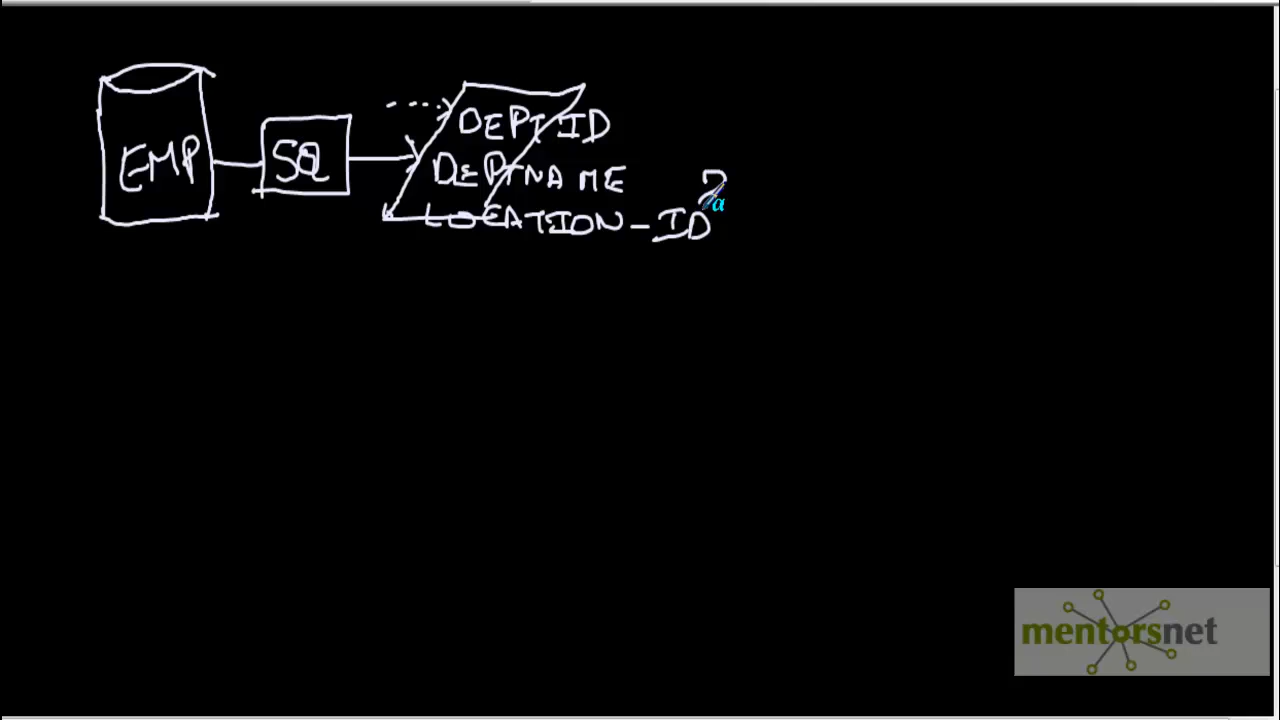 EMP
SQ
DEPTID
DEPTNAME
LOCATION-ID
?
a
mentorsnet